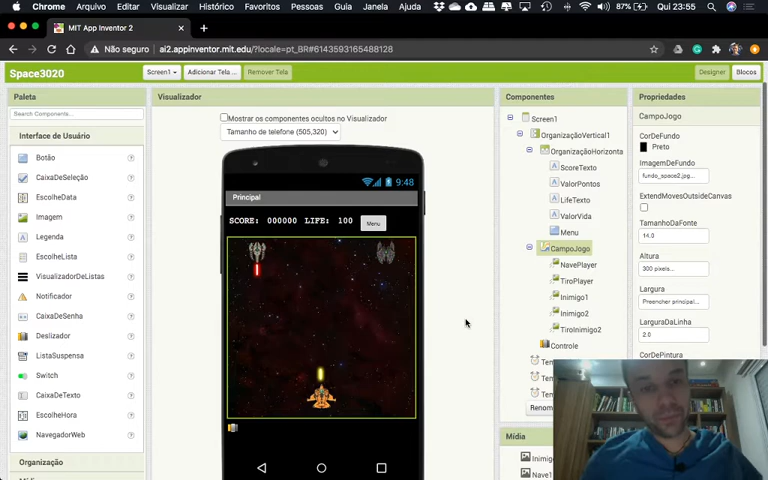 Chrome Arquivo Editar Visualizar Histórico Favoritos Pessoas Guia Janela Ajuda 87% Qui 23:55
MIT App Inventor 2
Não seguro ai2.appinventor.mit.edu/?locale=pt_BR#6143593165488128
Space3020 Screen1 Adicionar Tela ... Remover Tela Designer Blocos
Paleta
Search Components...
Interface de Usuário
Botão
CaixaDeSeleção
EscolheData
Imagem
Legenda
EscolheLista
VisualizadorDeListas
Notificador
CaixaDeSenha
Deslizador
ListaSuspensa
Switch
CaixaDeTexto
EscolheHora
NavegadorWeb
Organização
Visualizador
Mostrar os componentes ocultos no Visualizador
Tamanho de telefone (505,320)
9:48
Principal
SCORE: 000000 LIFE: 100 Menu
Componentes
Screen1
OrganizaçãoVertical1
OrganizaçãoHorizonta
ScoreTexto
ValorPontos
LifeTexto
ValorVida
Menu
CampoJogo
NavePlayer
TiroPlayer
Inimigo1
Inimigo2
TiroInimigo2
Controle
Renom
Mídia
Inimig
Nave1
Propriedades
CampoJogo
CorDeFundo
Preto
ImagemDeFundo
fundo_space2.jpg...
ExtendMovesOutsideCanvas
TamanhoDaFonte
14.0
Altura
300 pixels...
Largura
Preencher principal...
LarguraDaLinha
2.0
CorDePintura